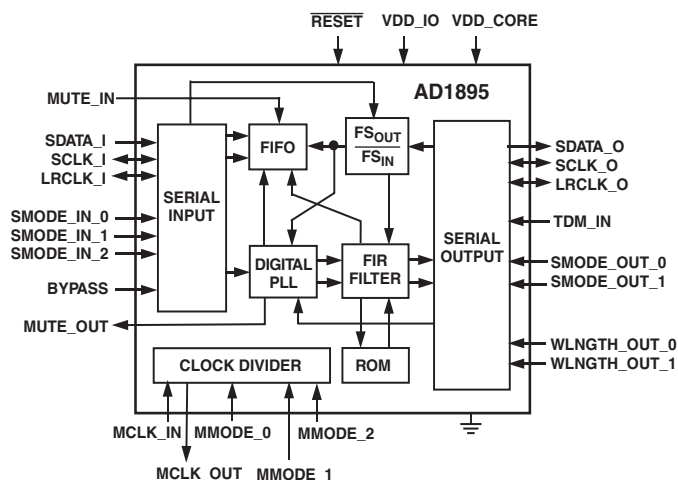 RESET VDD_IO VDD_CORE
AD1895
MUTE_IN
SDATA_I
SCLK_I
LRCLK_I
SMODE_IN_0
SMODE_IN_1
SMODE_IN_2
BYPASS
MUTE_OUT
SERIAL
INPUT
FIFO
FSOUT
FSIN
DIGITAL
PLL
FIR
FILTER
SERIAL
OUTPUT
CLOCK DIVIDER
ROM
SDATA_O
SCLK_O
LRCLK_O
TDM_IN
SMODE_OUT_0
SMODE_OUT_1
WLNGTH_OUT_0
WLNGTH_OUT_1
MCLK_IN MMODE_0 MMODE_2
MCLK_OUT MMODE_1